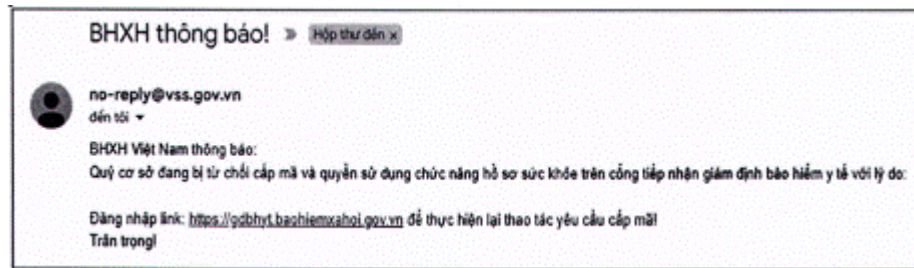 BHXH thông báo! Hộp thư đến x
no-reply@vss.gov.vn
đến tôi
BHXH Việt Nam thông báo:
Quý cơ sở đang bị từ chối cấp mã và quyền sử dụng chức năng hồ sơ sức khỏe trên cổng tiếp nhận giám định bảo hiểm y tế với lý do:
Đăng nhập link: https://gdbhyt.baohiemxahoi.gov.vn để thực hiện lại thao tác yêu cầu cấp mã!
Trân trọng!